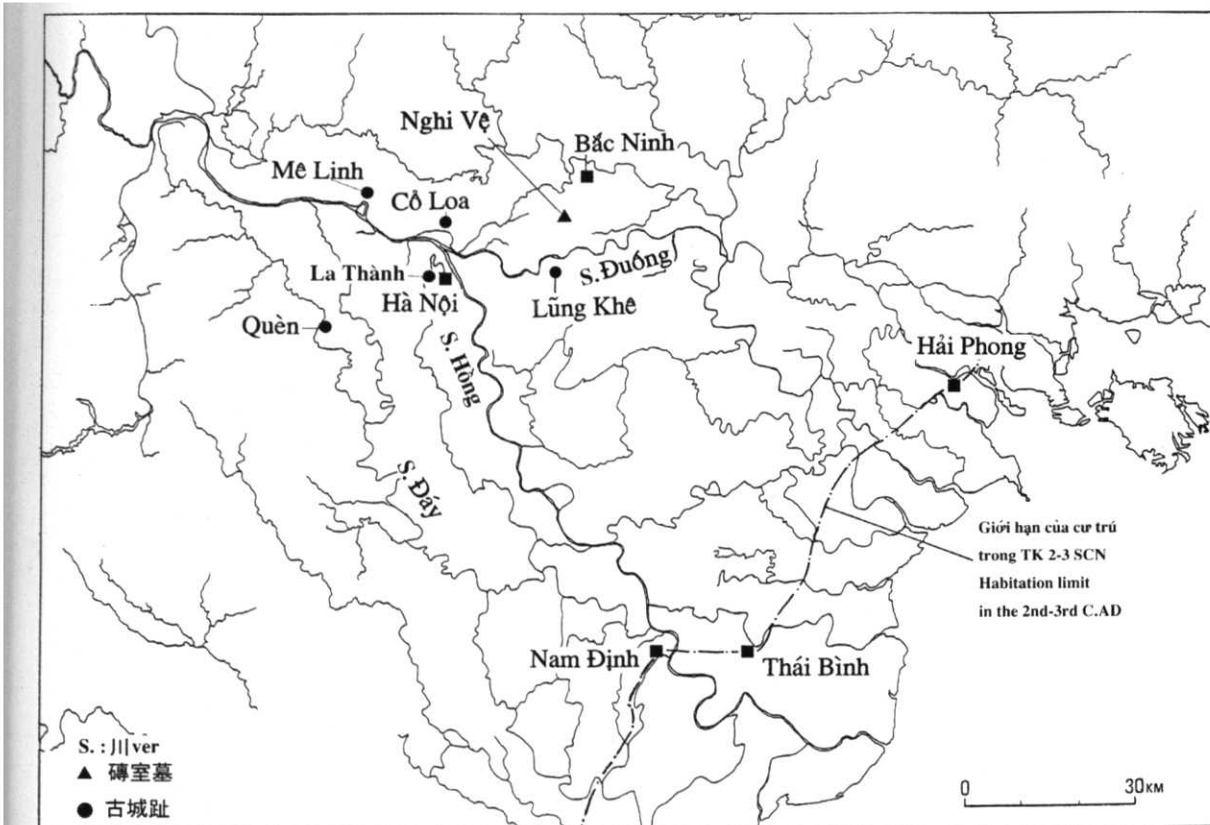 Nghi Vệ
Bắc Ninh
Mê Linh
Cổ Loa
La Thành
Hà Nội
S.Đuống
Lũng Khê
Quèn
S. Hồng
Hải Phong
S. Đáy
Giới hạn của cư trú
trong TK 2-3 SCN
Habitation limit
in the 2nd-3rd C.AD
Nam Định
Thái Bình
S. : 川 ver
▲ 磚室墓
● 古城趾
0 30KM